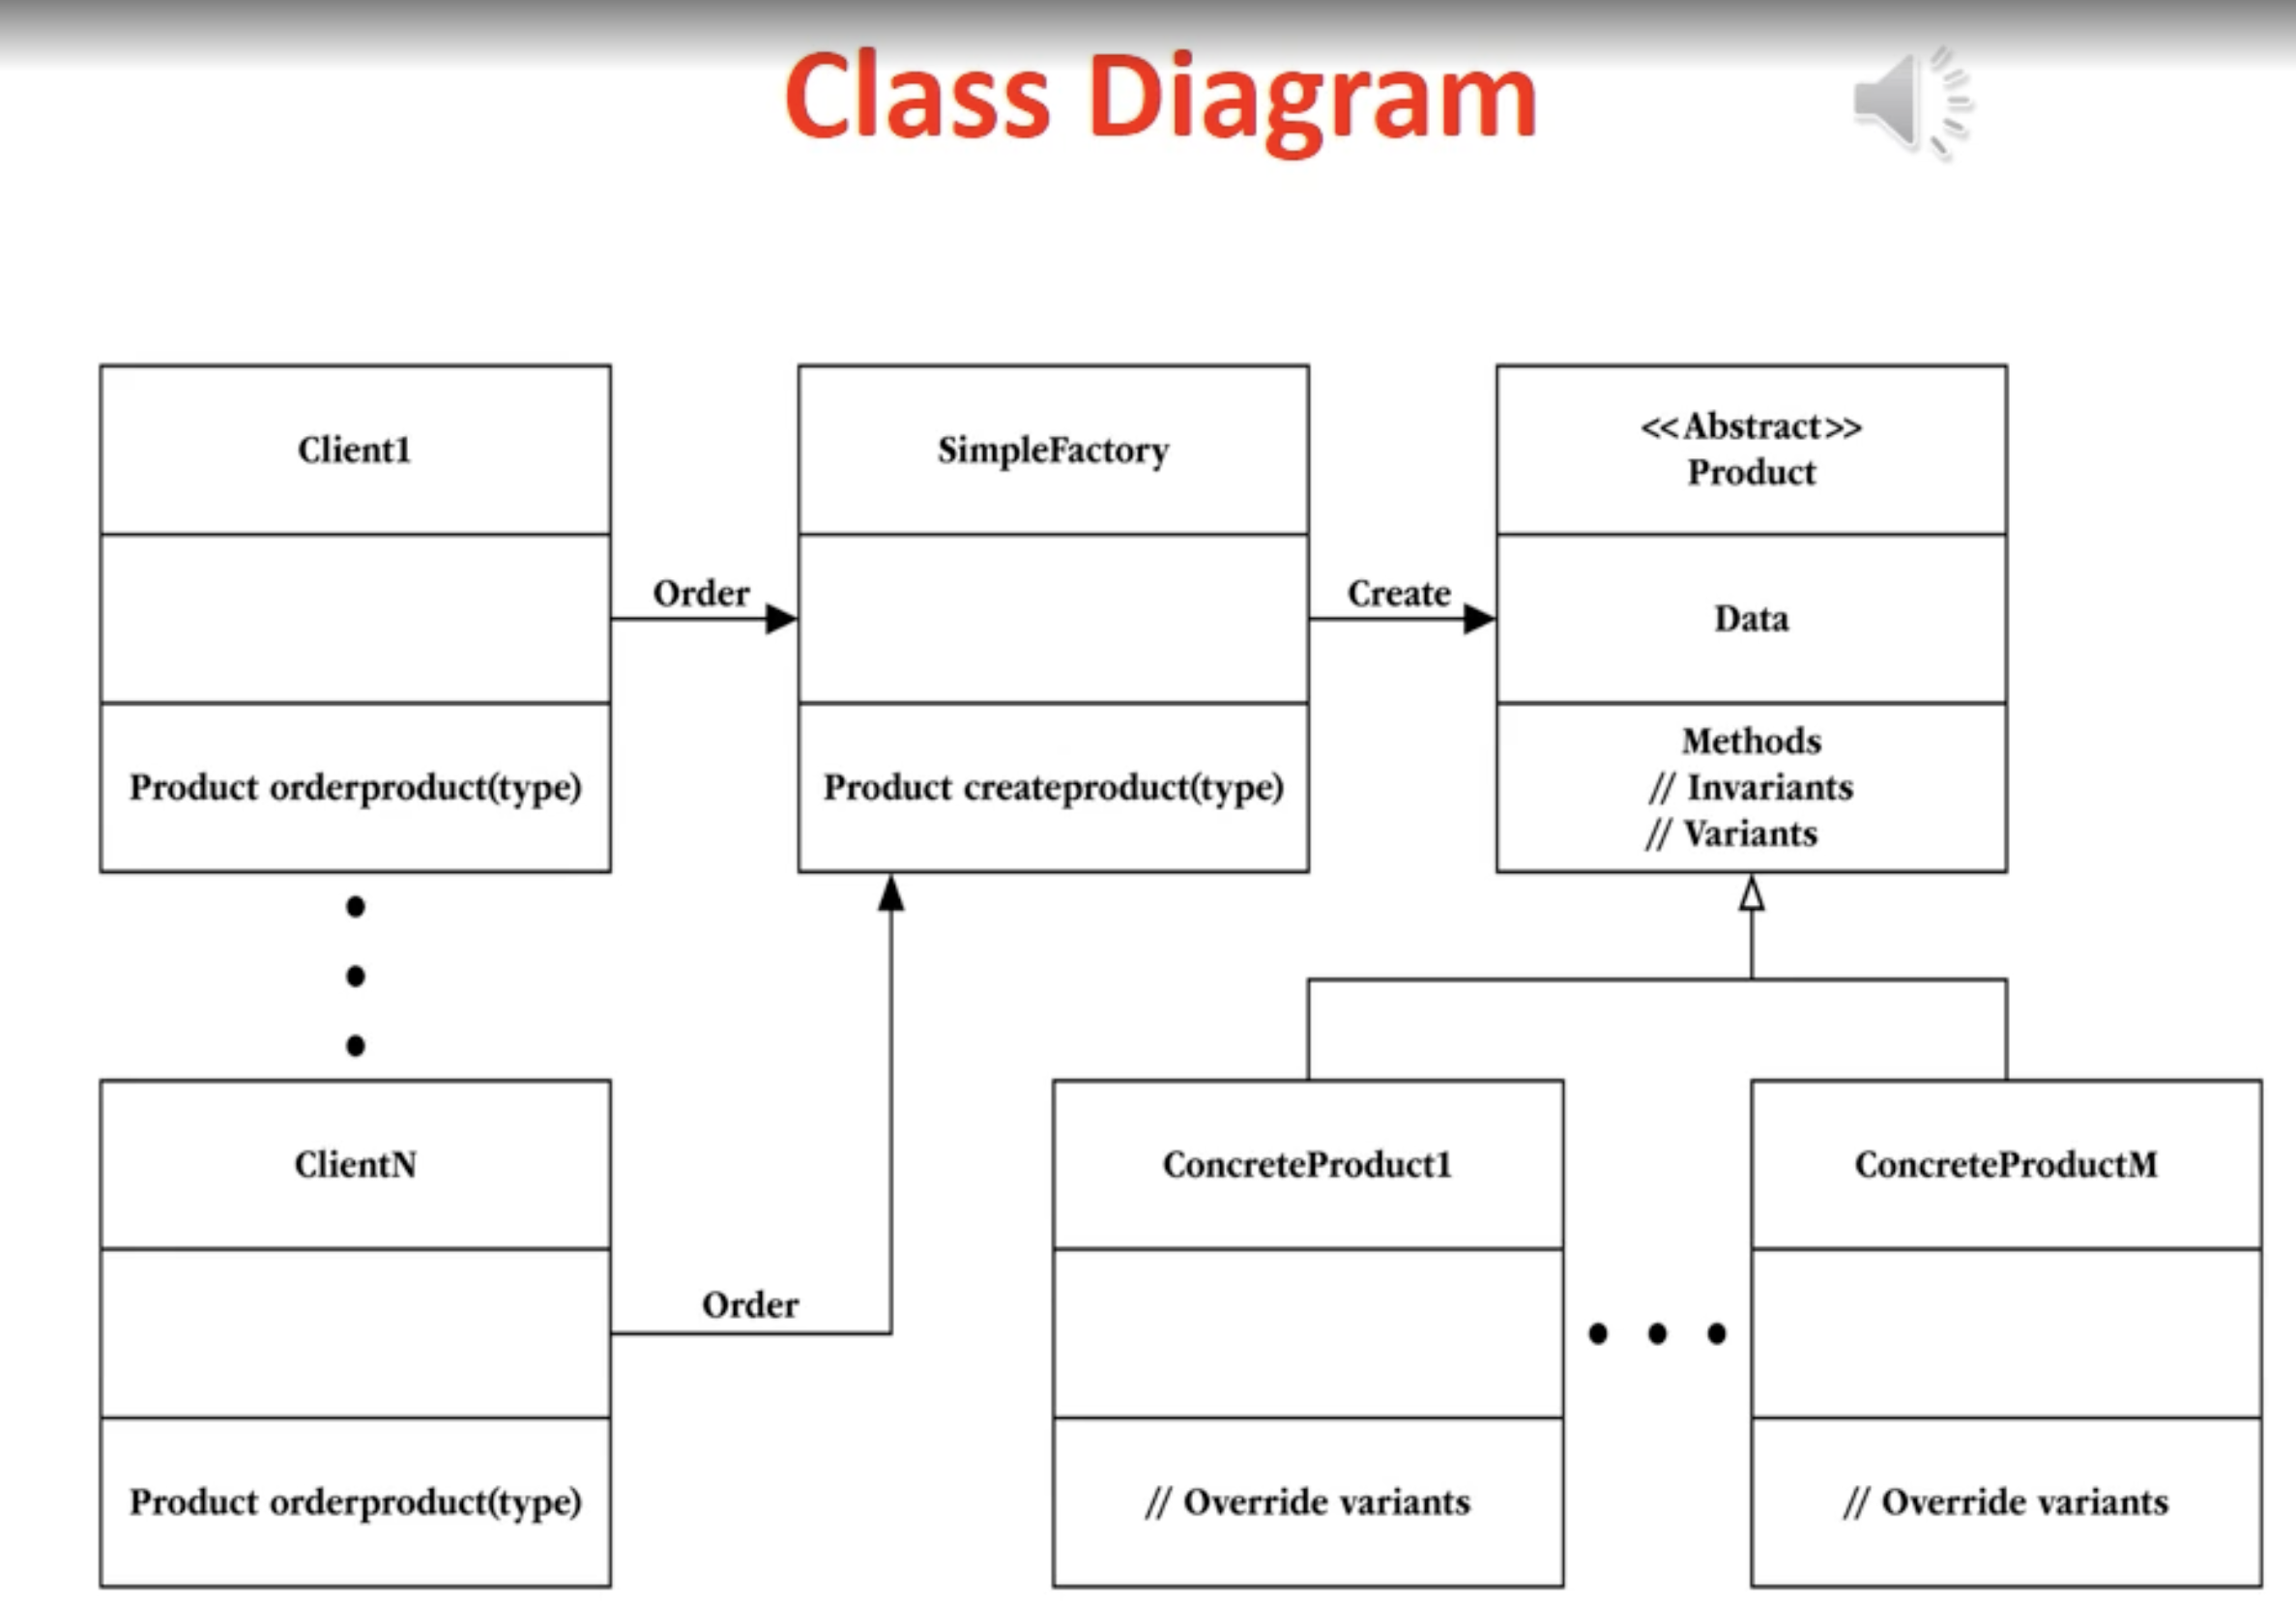 Class Diagram
Client1
Order
Product orderproduct(type)
SimpleFactory
Create
Product createproduct(type)
<<Abstract>>
Product
Data
Methods
// Invariants
// Variants
ClientN
Order
Product orderproduct(type)
ConcreteProduct1
// Override variants
ConcreteProductM
// Override variants